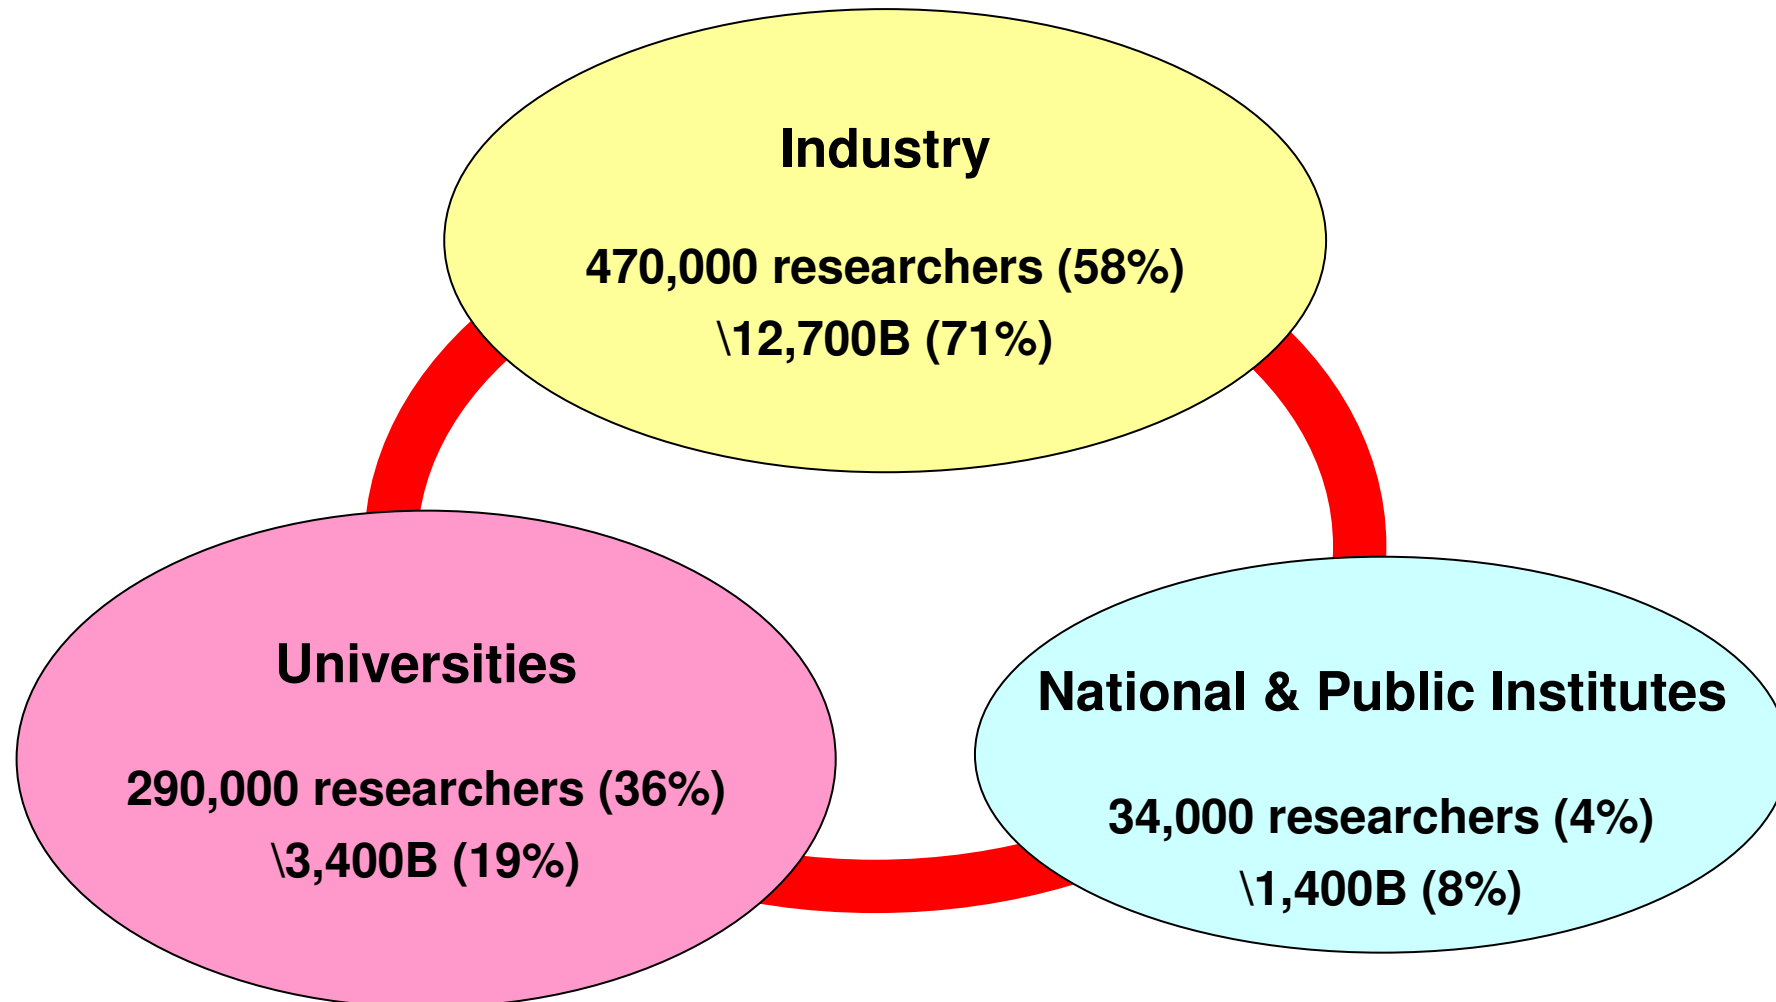 Industry
470,000 researchers (58%)
\12,700B (71%)
Universities
290,000 researchers (36%)
\3,400B (19%)
National & Public Institutes
34,000 researchers (4%)
\1,400B (8%)